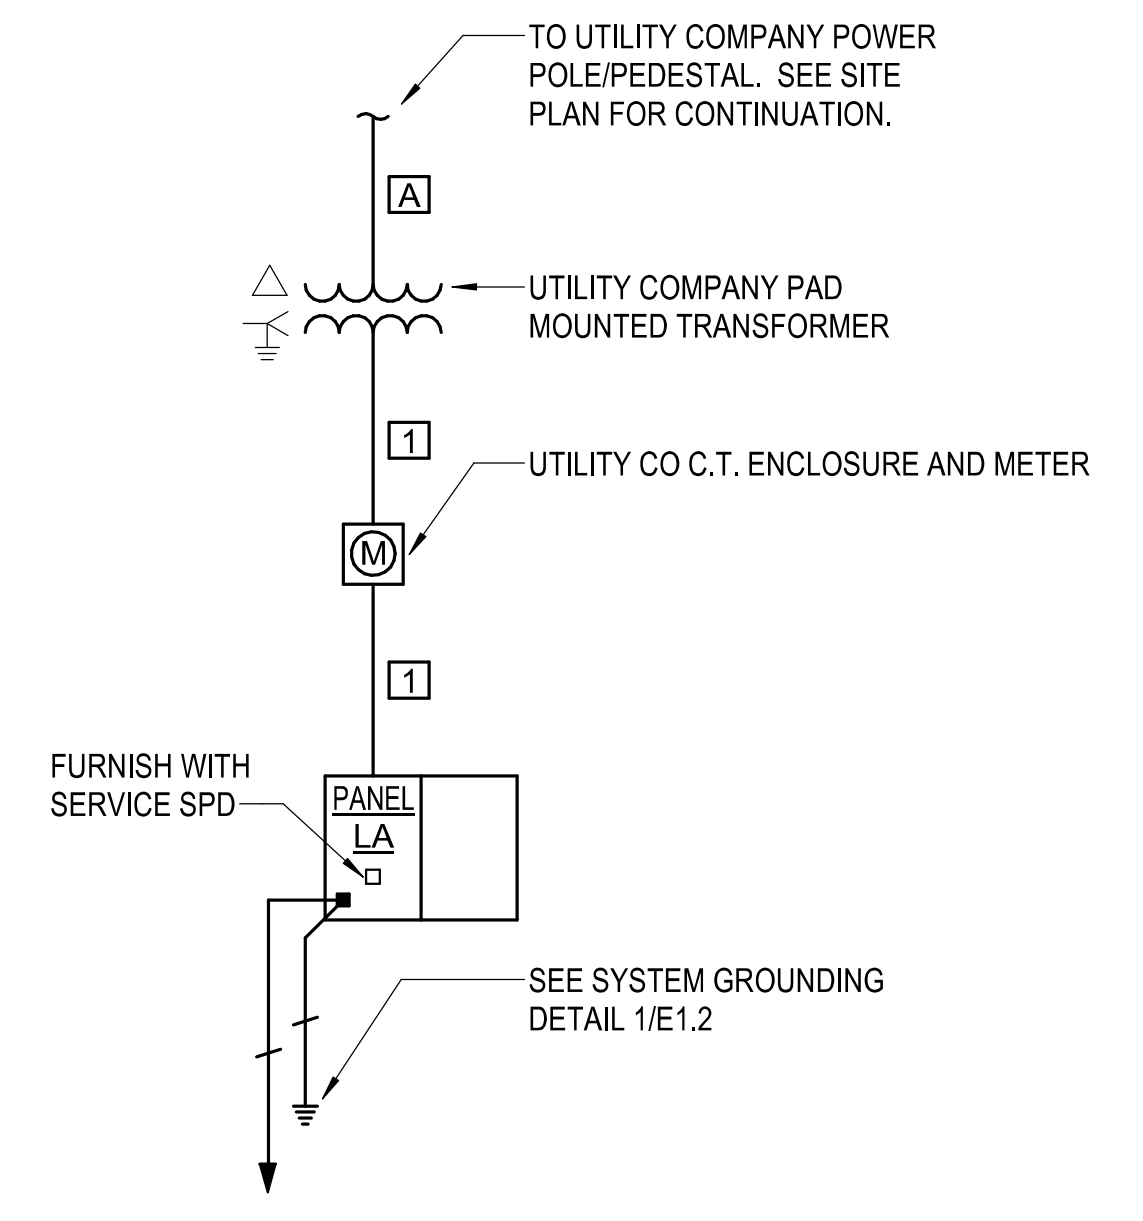 TO UTILITY COMPANY POWER
POLE/PEDESTAL. SEE SITE
PLAN FOR CONTINUATION.
A
UTILITY COMPANY PAD
MOUNTED TRANSFORMER
1
UTILITY CO C.T. ENCLOSURE AND METER
M
1
FURNISH WITH
SERVICE SPD
PANEL
LA
SEE SYSTEM GROUNDING
DETAIL 1/E1.2